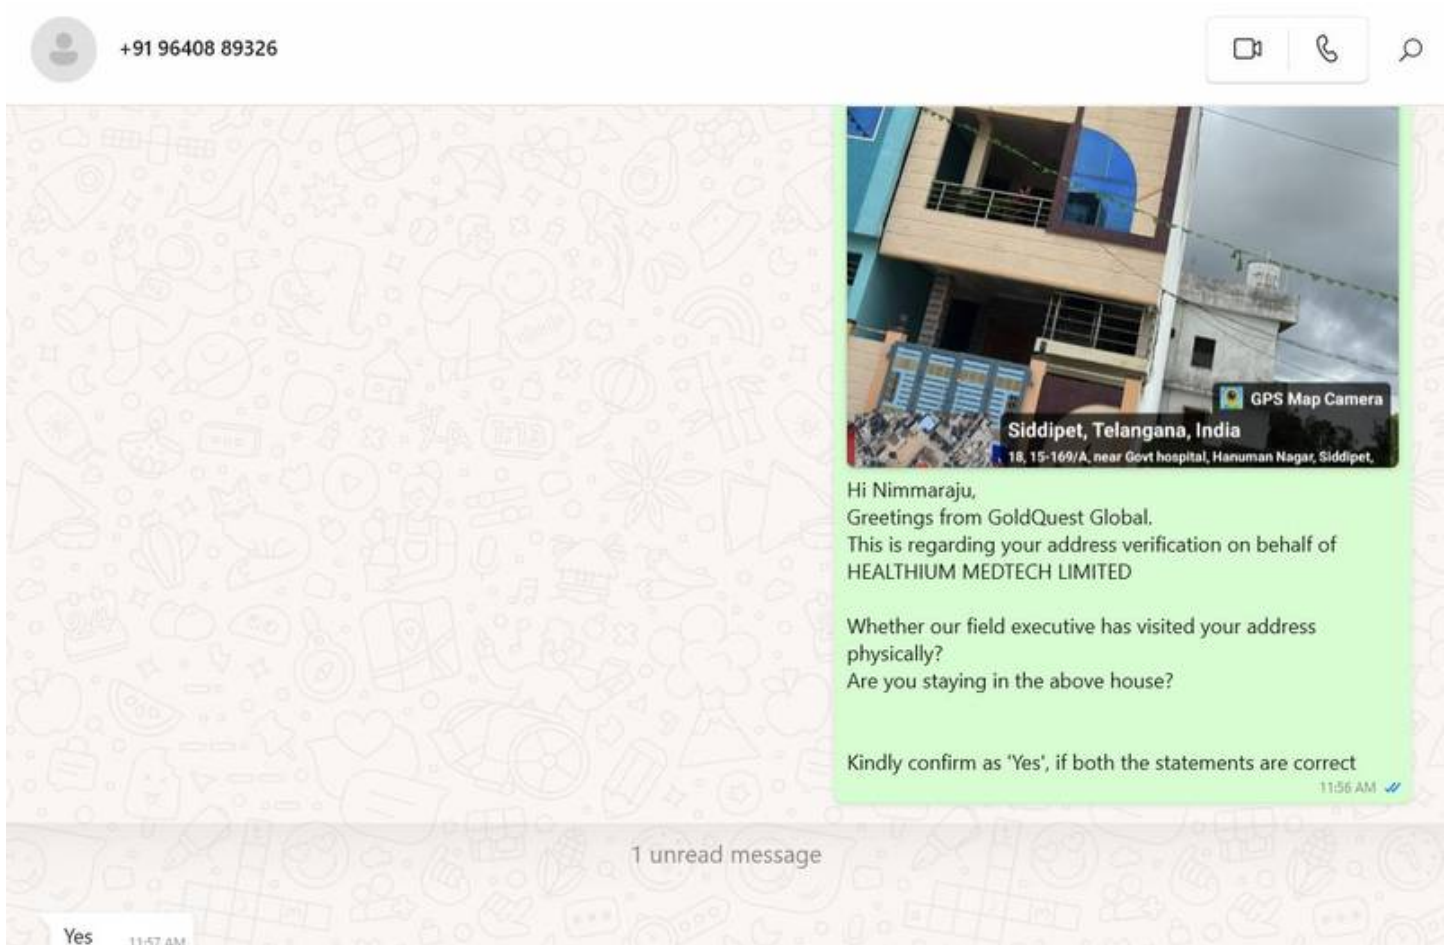 +91 96408 89326
GPS Map Camera
Siddipet, Telangana, India
18, 15-169/A, near Govt hospital, Hanuman Nagar, Siddipet,
Hi Nimmaraju,
Greetings from GoldQuest Global.
This is regarding your address verification on behalf of
HEALTHIUM MEDTECH LIMITED
Whether our field executive has visited your address
physically?
Are you staying in the above house?
Kindly confirm as 'Yes', if both the statements are correct
11:56 AM
1 unread message
Yes 11:57 AM